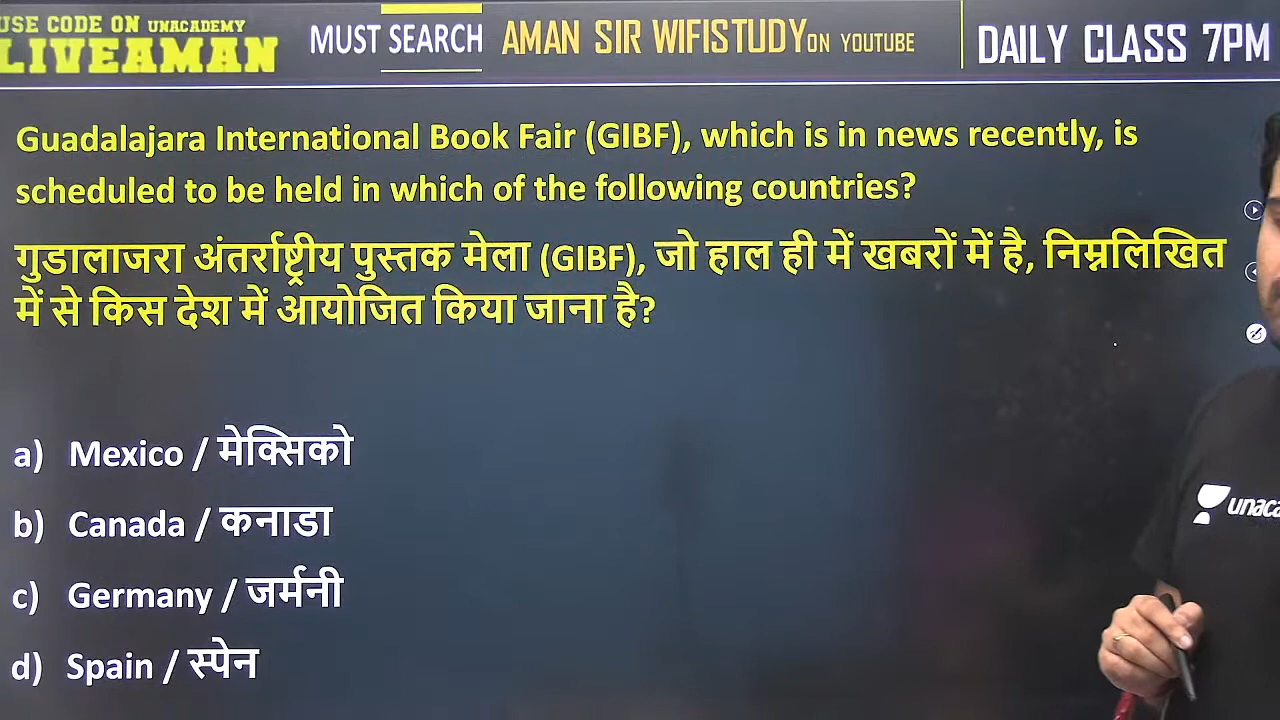 USE CODE ON UNACADEMY
LIVEAMAN
MUST SEARCH AMAN SIR WIFISTUDY ON YOUTUBE
DAILY CLASS 7PM
Guadalajara International Book Fair (GIBF), which is in news recently, is
scheduled to be held in which of the following countries?
गुडालाजरा अंतर्राष्ट्रीय पुस्तक मेला (GIBF), जो हाल ही में खबरों में है, निम्नलिखित
में से किस देश में आयोजित किया जाना है?
a) Mexico / मेक्सिको
b) Canada / कनाडा
c) Germany / जर्मनी
d) Spain / स्पेन